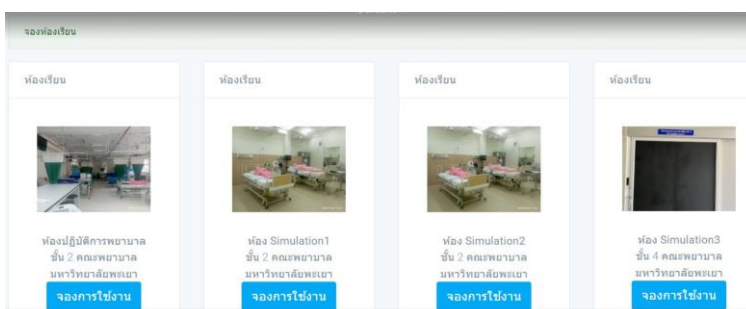 จองห้องเรียน
ห้องเรียน
ห้องปฏิบัติการพยาบาล
ชั้น 2 คณะพยาบาล
มหาวิทยาลัยพะเยา
จองการใช้งาน
ห้องเรียน
ห้อง Simulation1
ชั้น 2 คณะพยาบาล
มหาวิทยาลัยพะเยา
จองการใช้งาน
ห้องเรียน
ห้อง Simulation2
ชั้น 2 คณะพยาบาล
มหาวิทยาลัยพะเยา
จองการใช้งาน
ห้องเรียน
ห้อง Simulation3
ชั้น 4 คณะพยาบาล
มหาวิทยาลัยพะเยา
จองการใช้งาน